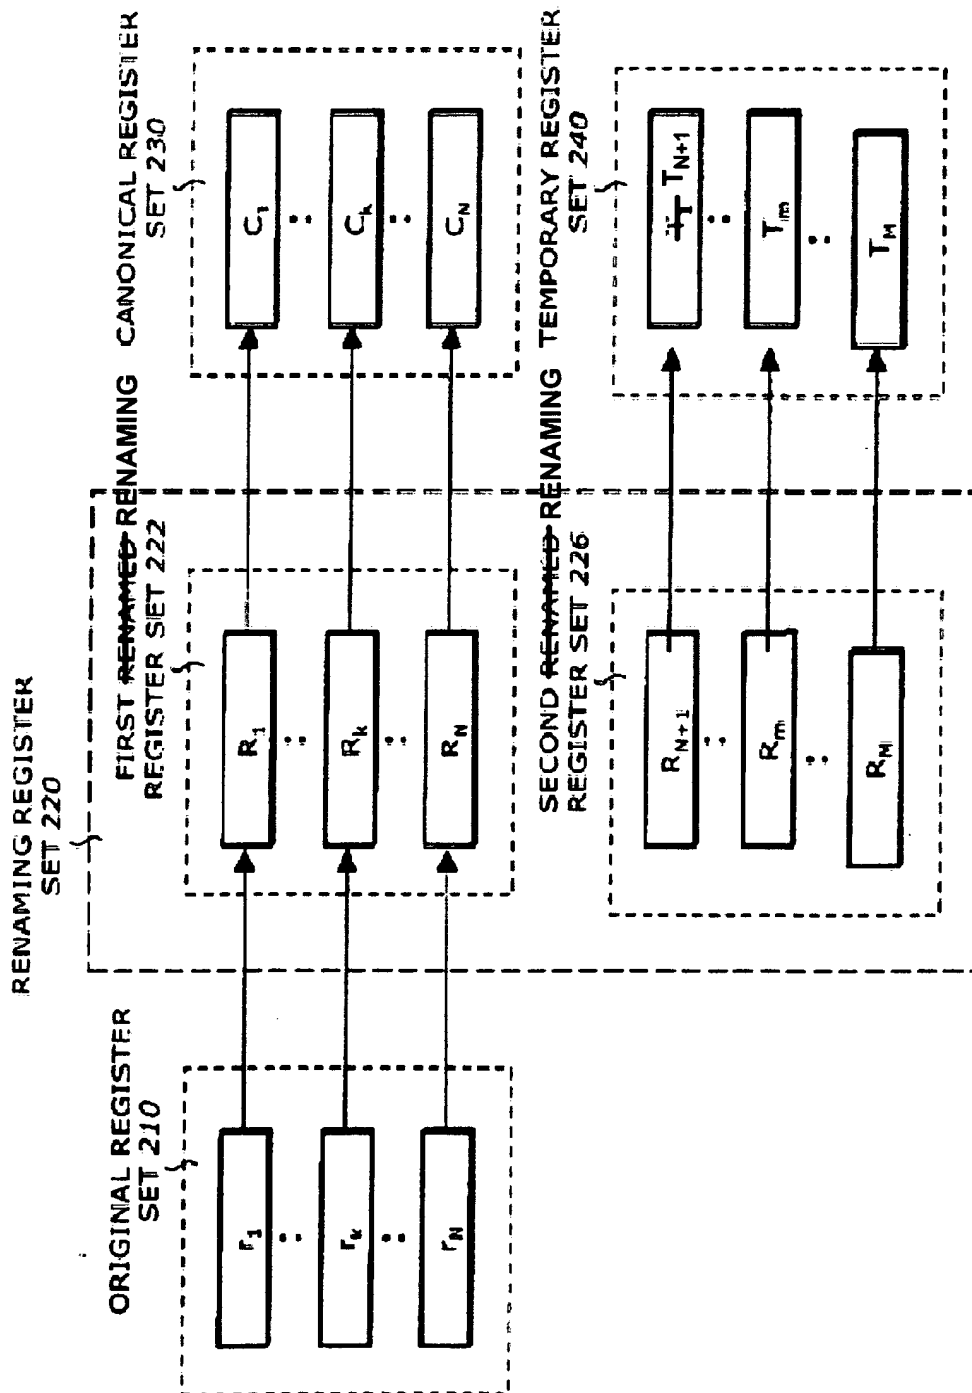 RENAMING REGISTER
SET 220
ORIGINAL REGISTER
SET 210
r1
rk
rN
FIRST RENAMED RENAMING
REGISTER SET 222
R1
Rk
RN
CANONICAL REGISTER
SET 230
C1
Ck
CN
SECOND RENAMED RENAMING
REGISTER SET 226
RN+1
Rm
RM
TEMPORARY REGISTER
SET 240
T1 TN+1
Tm
TM